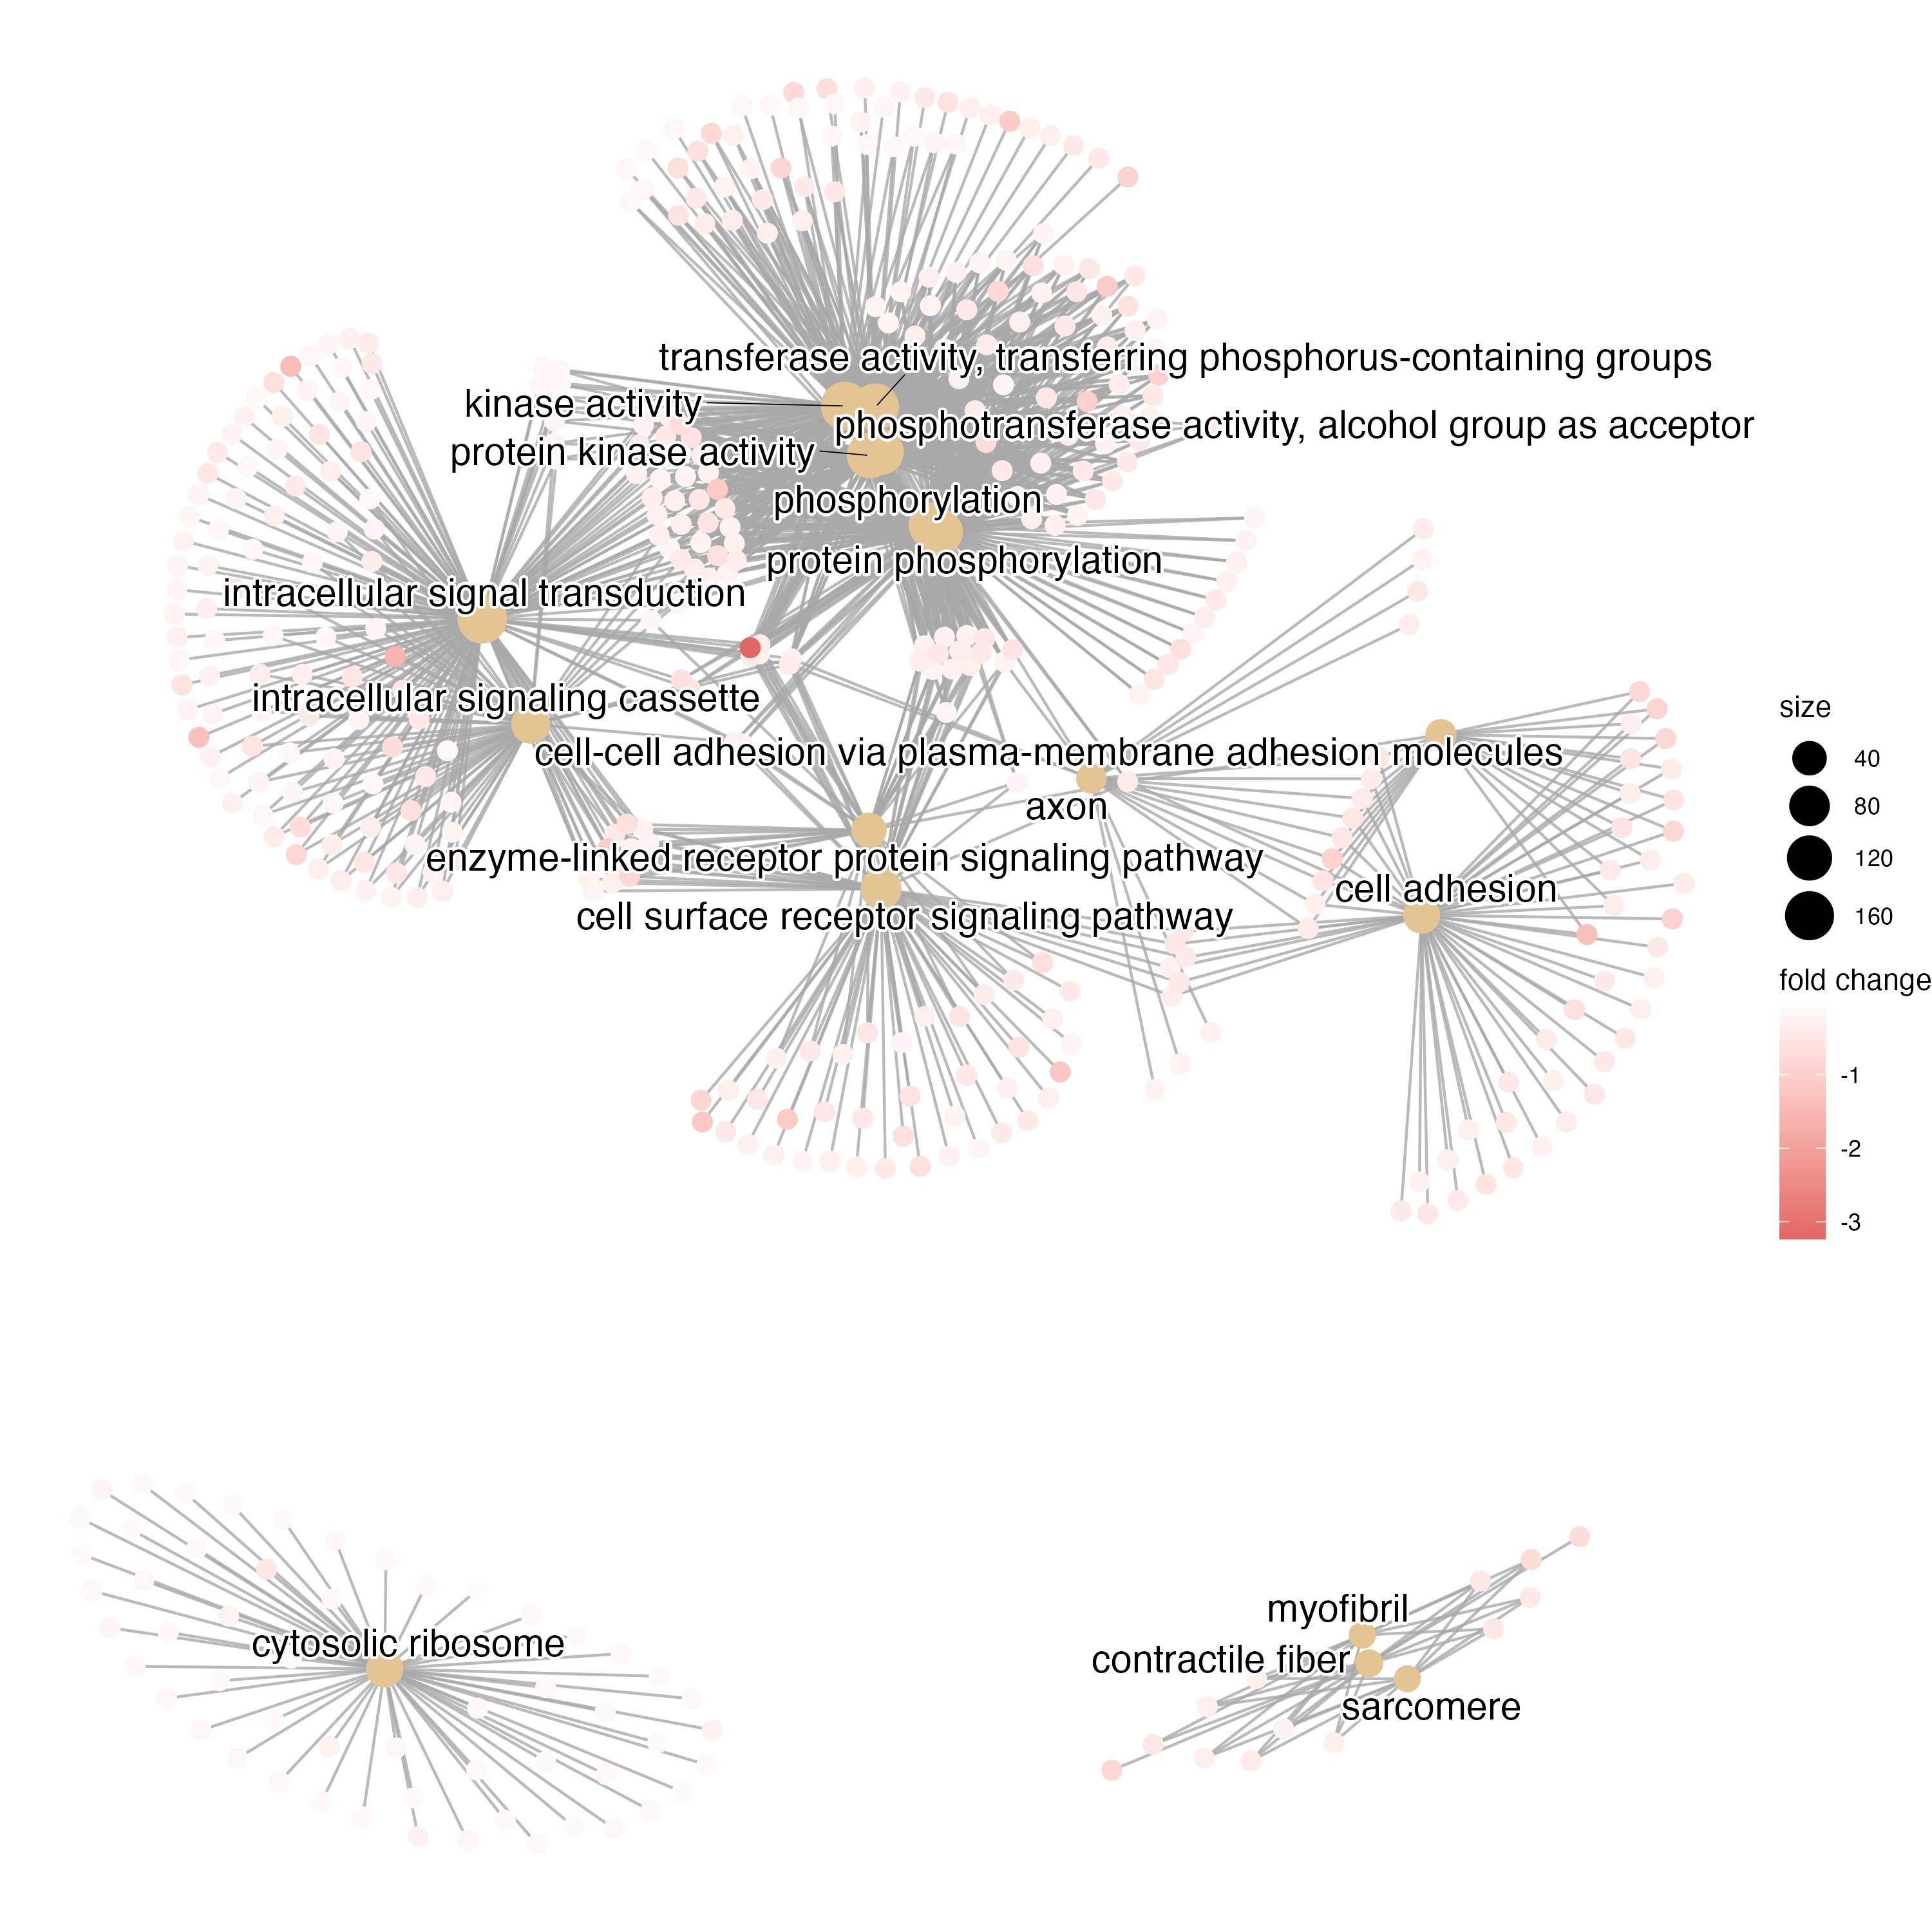 transferase activity, transferring phosphorus-containing groups
kinase activity
phosphotransferase activity, alcohol group as acceptor
protein kinase activity
phosphorylation
protein phosphorylation
intracellular signal transduction
intracellular signaling cassette
cell-cell adhesion via plasma-membrane adhesion molecules
axon
enzyme-linked receptor protein signaling pathway
cell adhesion
cell surface receptor signaling pathway
size
40
80
120
160
fold change
-1
-2
-3
myofibril
cytosolic ribosome
contractile fiber
sarcomere